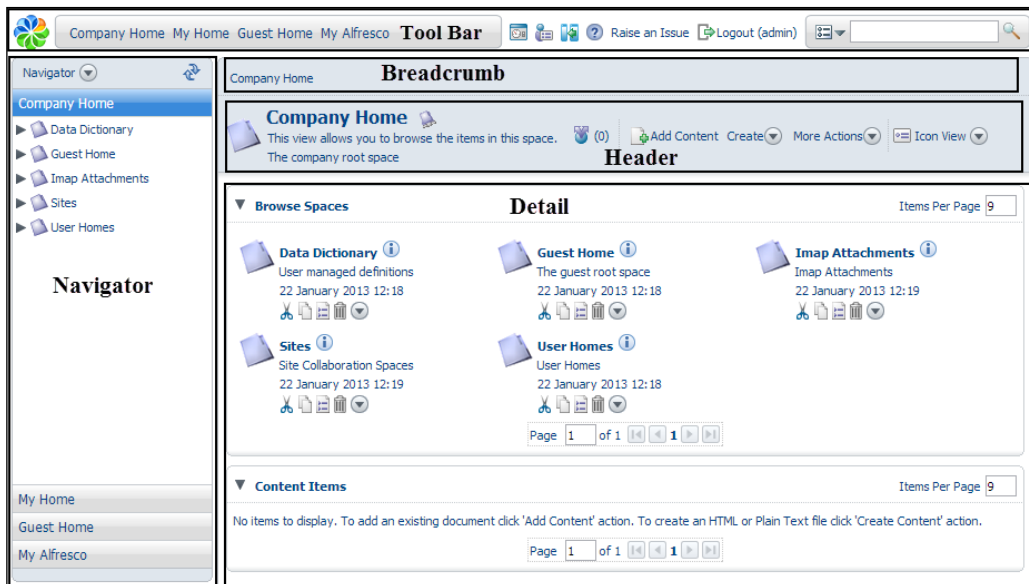 Company Home My Home Guest Home My Alfresco Tool Bar Raise an Issue Logout (admin)
Navigator
Company Home
Data Dictionary
Guest Home
Imap Attachments
Sites
User Homes
Navigator
My Home
Guest Home
My Alfresco
Company Home Breadcrumb
Company Home
This view allows you to browse the items in this space.
The company root space
(0) Add Content Create More Actions Icon View
Header
Browse Spaces Detail Items Per Page 9
Data Dictionary
User managed definitions
22 January 2013 12:18
Guest Home
The guest root space
22 January 2013 12:18
Imap Attachments
Imap Attachments
22 January 2013 12:19
Sites
Site Collaboration Spaces
22 January 2013 12:19
User Homes
User Homes
22 January 2013 12:18
Page 1 of 1 1
Content Items Items Per Page 9
No items to display. To add an existing document click 'Add Content' action. To create an HTML or Plain Text file click 'Create Content' action.
Page 1 of 1 1